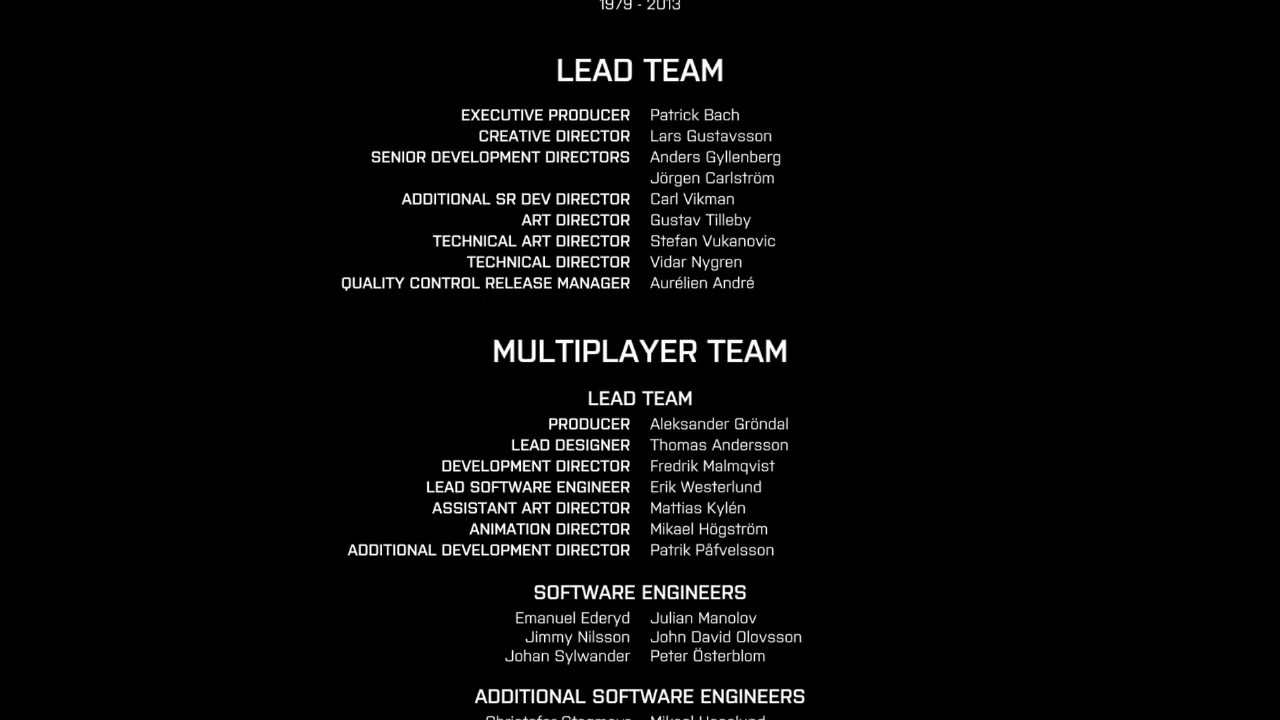 1979 - 2013
LEAD TEAM
EXECUTIVE PRODUCER Patrick Bach
CREATIVE DIRECTOR Lars Gustavsson
SENIOR DEVELOPMENT DIRECTORS Anders Gyllenberg
Jörgen Carlström
ADDITIONAL SR DEV DIRECTOR Carl Vikman
ART DIRECTOR Gustav Tilleby
TECHNICAL ART DIRECTOR Stefan Vukanovic
TECHNICAL DIRECTOR Vidar Nygren
QUALITY CONTROL RELEASE MANAGER Aurélien André
MULTIPLAYER TEAM
LEAD TEAM
PRODUCER Aleksander Gröndal
LEAD DESIGNER Thomas Andersson
DEVELOPMENT DIRECTOR Fredrik Malmqvist
LEAD SOFTWARE ENGINEER Erik Westerlund
ASSISTANT ART DIRECTOR Mattias Kylén
ANIMATION DIRECTOR Mikael Högström
ADDITIONAL DEVELOPMENT DIRECTOR Patrik Påfvelsson
SOFTWARE ENGINEERS
Emanuel Ederyd Julian Manolov
Jimmy Nilsson John David Olovsson
Johan Sylwander Peter Österblom
ADDITIONAL SOFTWARE ENGINEERS